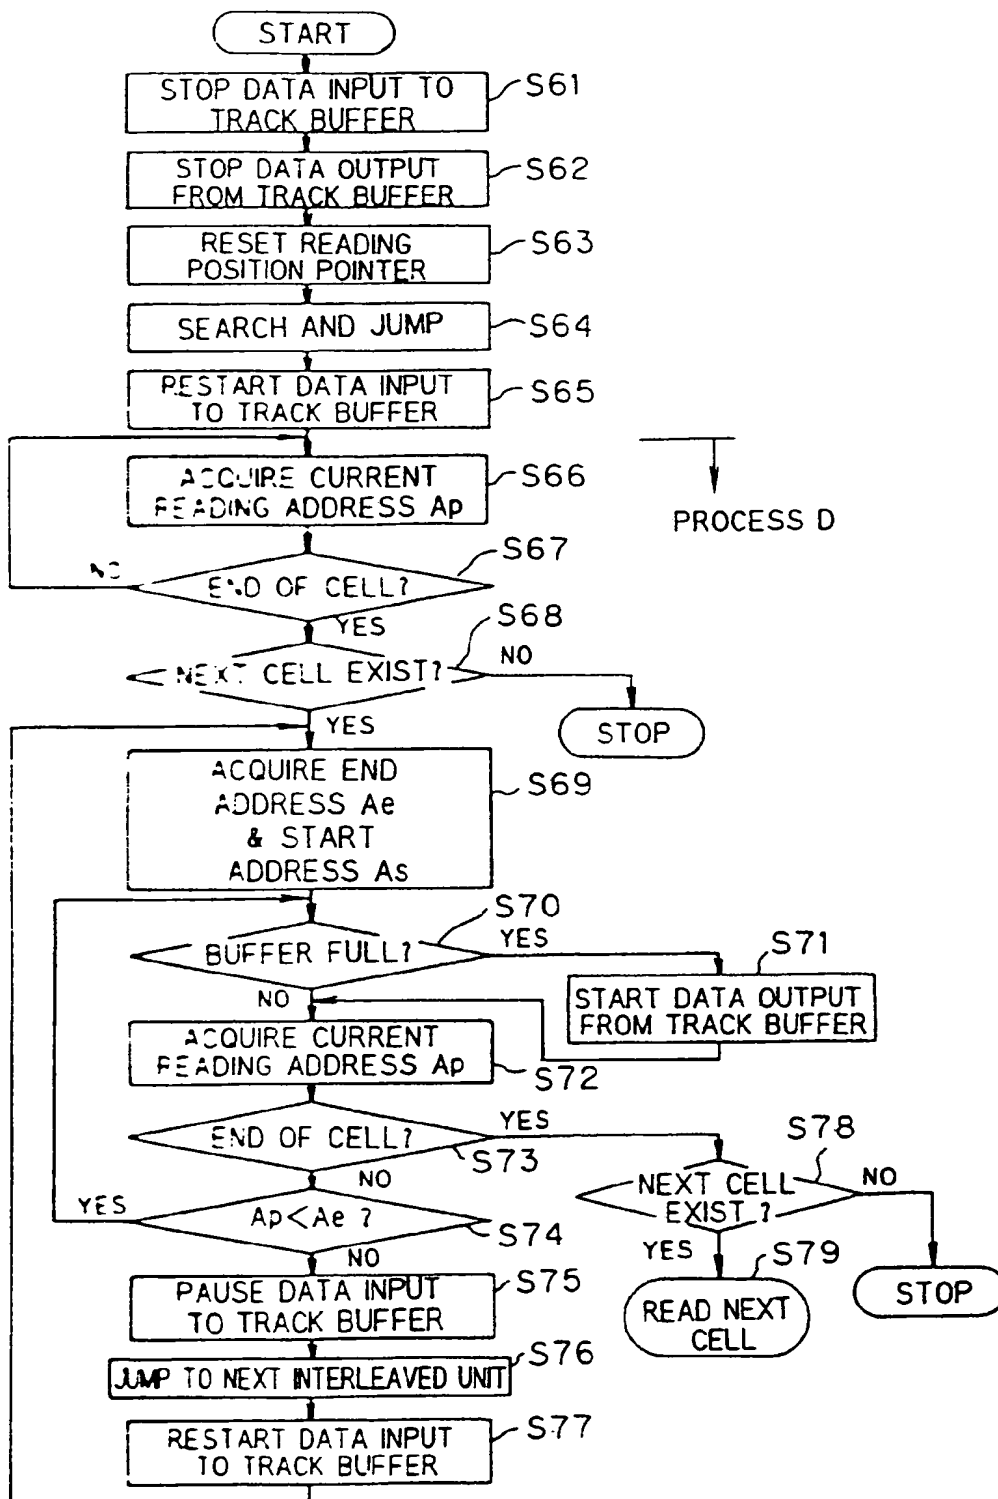 START
STOP DATA INPUT TO
TRACK BUFFER
S61
STOP DATA OUTPUT
FROM TRACK BUFFER
S62
RESET READING
POSITION POINTER
S63
SEARCH AND JUMP
S64
RESTART DATA INPUT
TO TRACK BUFFER
S65
ACQUIRE CURRENT
READING ADDRESS Ap
S66
PROCESS D
END OF CELL?
S67
NO
YES
NEXT CELL EXIST?
S68
NO
STOP
YES
ACQUIRE END
ADDRESS Ae
& START
ADDRESS As
S69
BUFFER FULL?
S70
YES
START DATA OUTPUT
FROM TRACK BUFFER
S71
NO
ACQUIRE CURRENT
READING ADDRESS Ap
S72
END OF CELL?
S73
YES
NO
NEXT CELL
EXIST?
S78
NO
STOP
YES
READ NEXT
CELL
S79
Ap<Ae ?
S74
YES
NO
PAUSE DATA INPUT
TO TRACK BUFFER
S75
JUMP TO NEXT INTERLEAVED UNIT
S76
RESTART DATA INPUT
TO TRACK BUFFER
S77